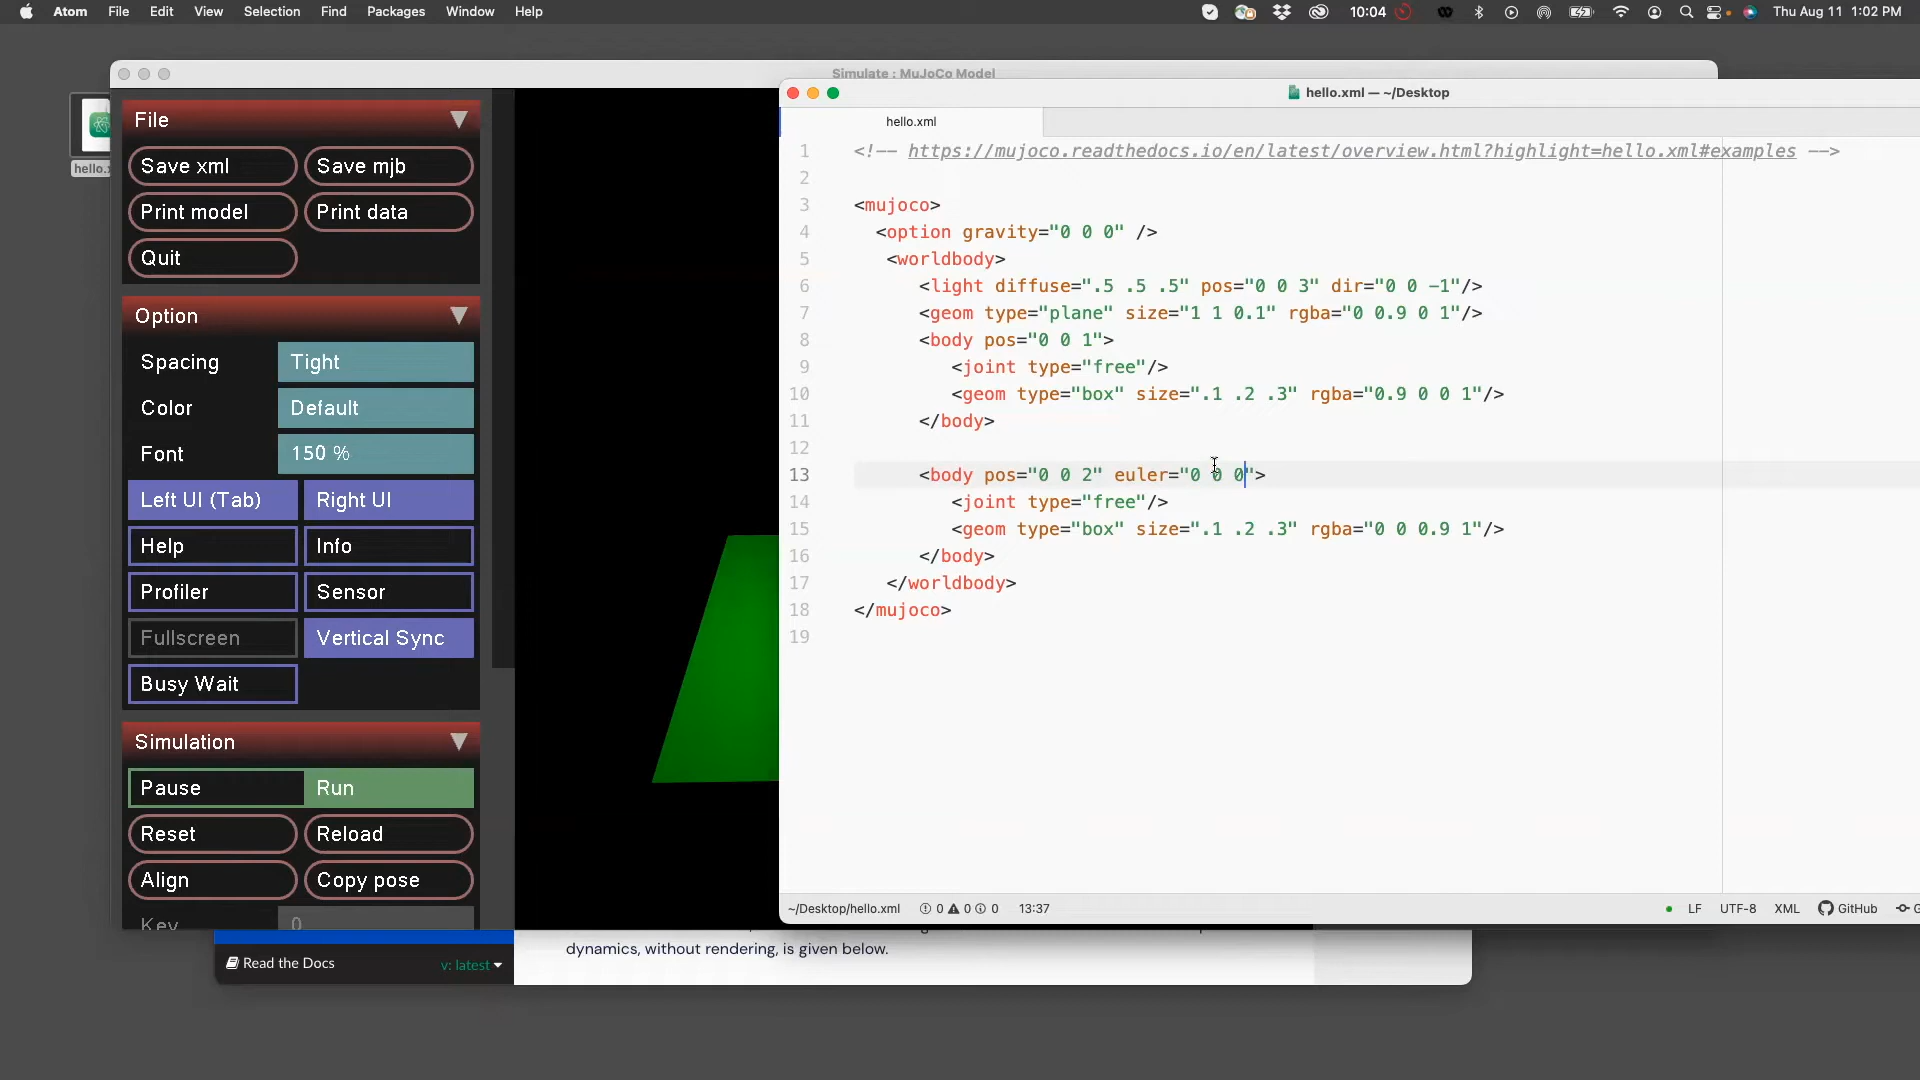 Atom File Edit View Selection Find Packages Window Help
10:04
Thu Aug 11 1:02 PM
Simulate : MuJoCo Model
hello.x
File
Save xml Save mjb
Print model Print data
Quit
Option
Spacing Tight
Color Default
Font 150 %
Left UI (Tab) Right UI
Help Info
Profiler Sensor
Fullscreen Vertical Sync
Busy Wait
Simulation
Pause Run
Reset Reload
Align Copy pose
Key 0
hello.xml — ~/Desktop
hello.xml
1 <!-- https://mujoco.readthedocs.io/en/latest/overview.html?highlight=hello.xml#examples -->
2
3 <mujoco>
4 <option gravity="0 0 0" />
5 <worldbody>
6 <light diffuse=".5 .5 .5" pos="0 0 3" dir="0 0 -1"/>
7 <geom type="plane" size="1 1 0.1" rgba="0 0.9 0 1"/>
8 <body pos="0 0 1">
9 <joint type="free"/>
10 <geom type="box" size=".1 .2 .3" rgba="0.9 0 0 1"/>
11 </body>
12
13 <body pos="0 0 2" euler="0 0 0">
14 <joint type="free"/>
15 <geom type="box" size=".1 .2 .3" rgba="0 0 0.9 1"/>
16 </body>
17 </worldbody>
18 </mujoco>
19
~/Desktop/hello.xml 0 0 0 13:37
LF UTF-8 XML GitHub
dynamics, without rendering, is given below.
Read the Docs v: latest